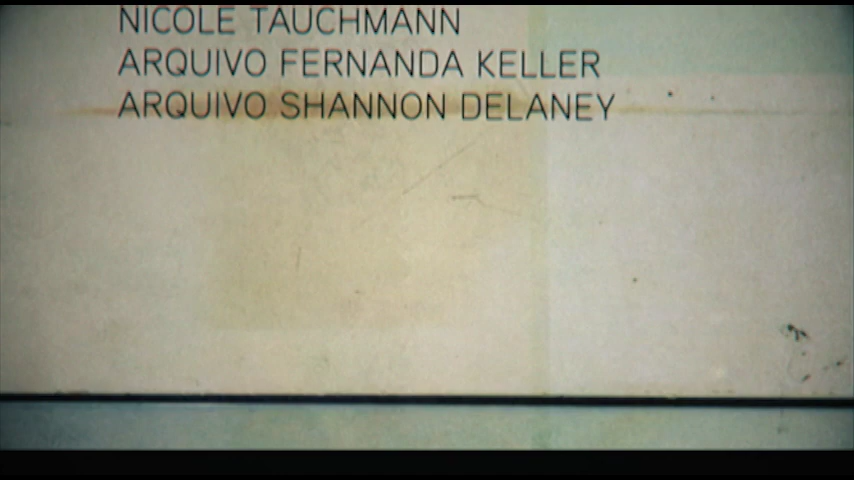 NICOLE TAUCHMANN
ARQUIVO FERNANDA KELLER
ARQUIVO SHANNON DELANEY